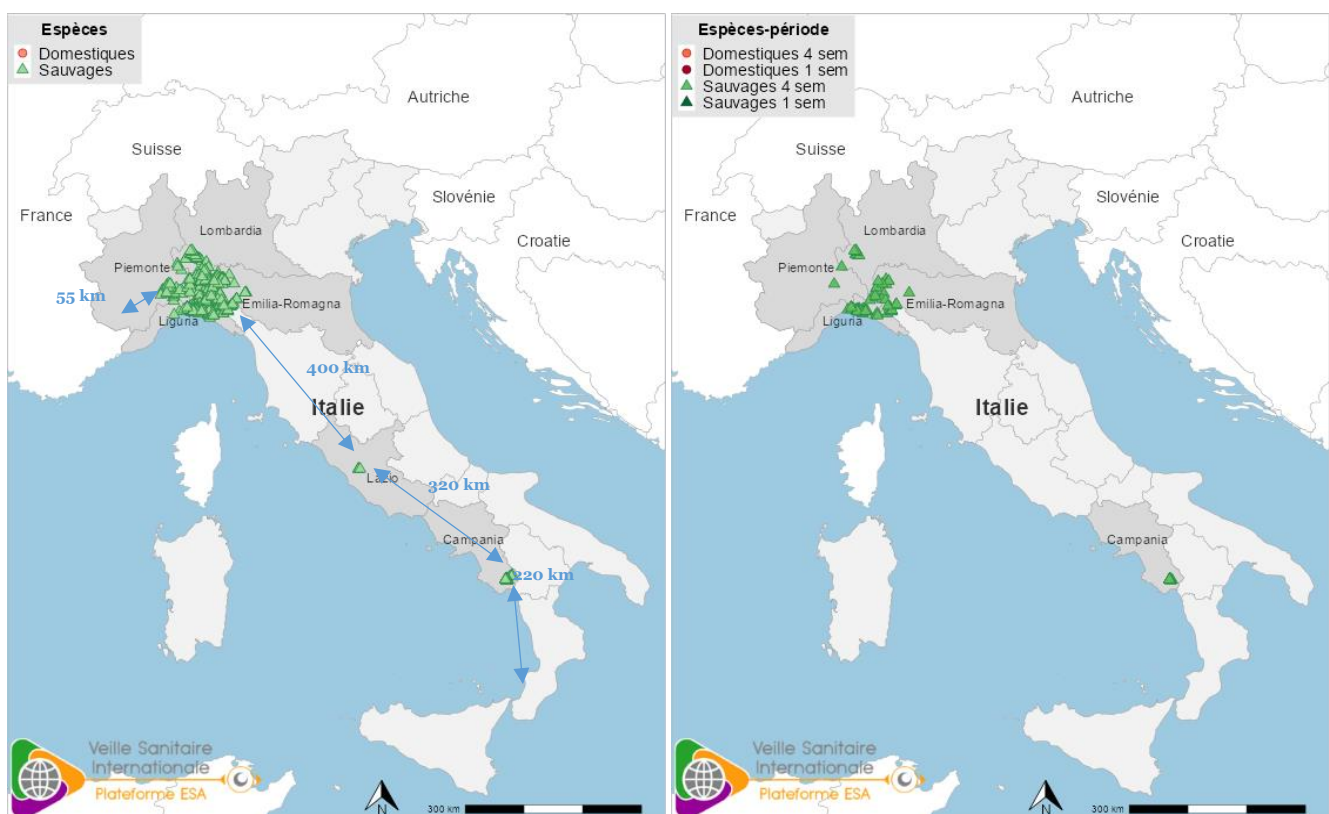 Espèces
Domestiques
Sauvages
Autriche
Suisse
Slovénie
France
Croatie
Lombardia
Piemonte
55 km
Emilia-Romagna
Liguria
400 km
Italie
Lazio
320 km
Campania
220 km
Veille Sanitaire
Internationale
Plateforme ESA
N
300 km
Espèces-période
Domestiques 4 sem
Domestiques 1 sem
Sauvages 4 sem
Sauvages 1 sem
Autriche
Suisse
Slovénie
France
Croatie
Lombardia
Piemonte
Emilia-Romagna
Liguria
Italie
Campania
Veille Sanitaire
Internationale
Plateforme ESA
N
300 km